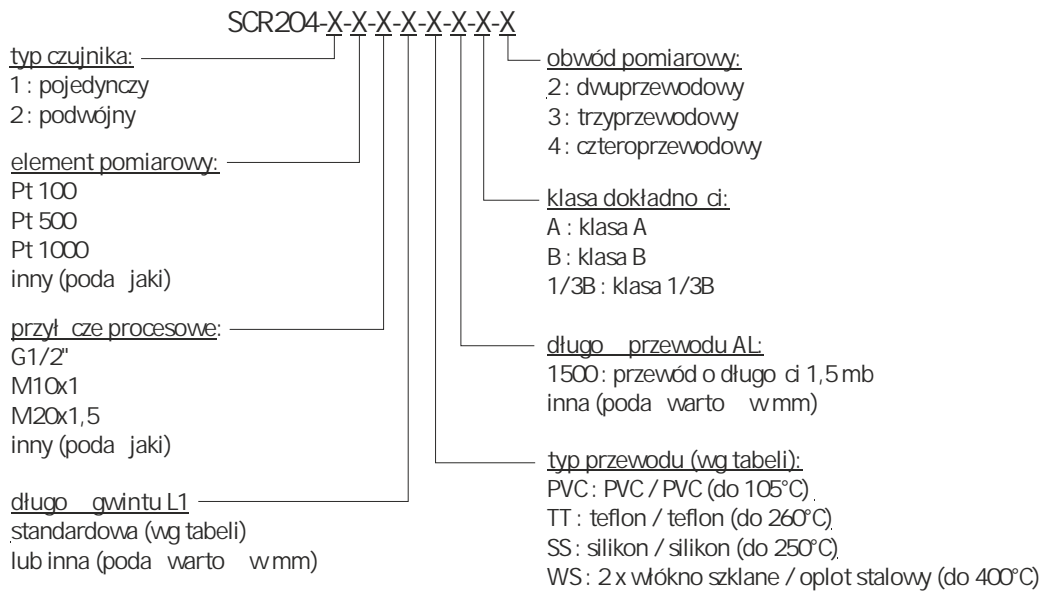 SCR204-X-X-X-X-X-X-X-X
typ czujnika:
1 : pojedynczy
2 : podwójny
element pomiarowy:
Pt 100
Pt 500
Pt 1000
inny (poda jaki)
przył cze procesowe:
G1/2"
M10x1
M20x1,5
inny (poda jaki)
długo gwintu L1
standardowa (wg tabeli)
lub inna (poda warto w mm)
obwód pomiarowy:
2 : dwuprzewodowy
3 : trzyprzewodowy
4 : czteroprzewodowy
klasa dokładno ci:
A : klasa A
B : klasa B
1/3B : klasa 1/3B
długo przewodu AL:
1500 : przewód o długo ci 1,5 mb
inna (poda warto w mm)
typ przewodu (wg tabeli):
PVC : PVC / PVC (do 105°C)
TT : teflon / teflon (do 260°C)
SS : silikon / silikon (do 250°C)
WS : 2 x włókno szklane / oplot stalowy (do 400°C)